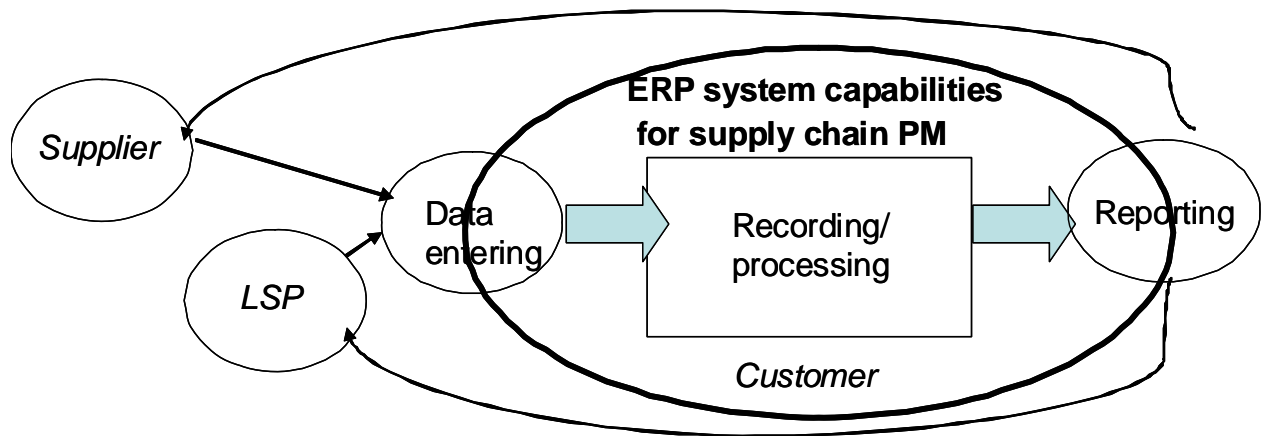 ERP system capabilities
for supply chain PM
Supplier
Data
entering
Recording/
processing
Reporting
LSP
Customer